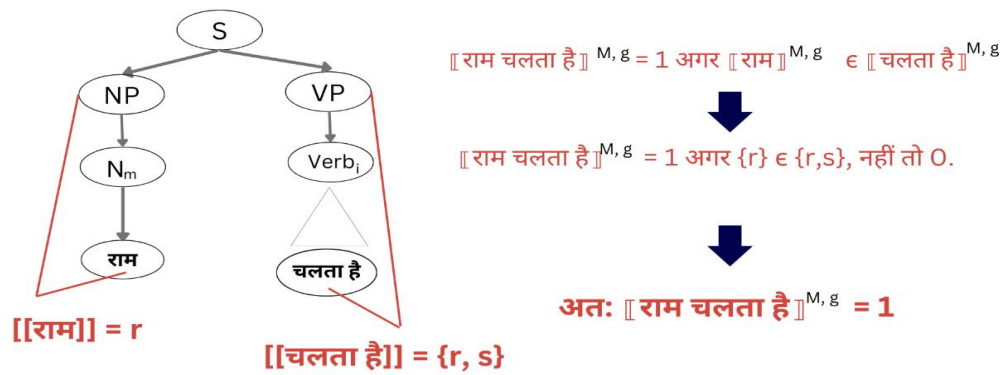 S
NP
VP
Nm
Verbi
राम
चलता है
[[राम]] = r
[[चलता है]] = {r, s}
⟦राम चलता है⟧ M, g = 1 अगर ⟦राम⟧M, g ϵ ⟦चलता है⟧M, g
⟦राम चलता है⟧M, g = 1 अगर {r} ϵ {r,s}, नहीं तो 0.
अत: ⟦राम चलता है⟧M, g = 1